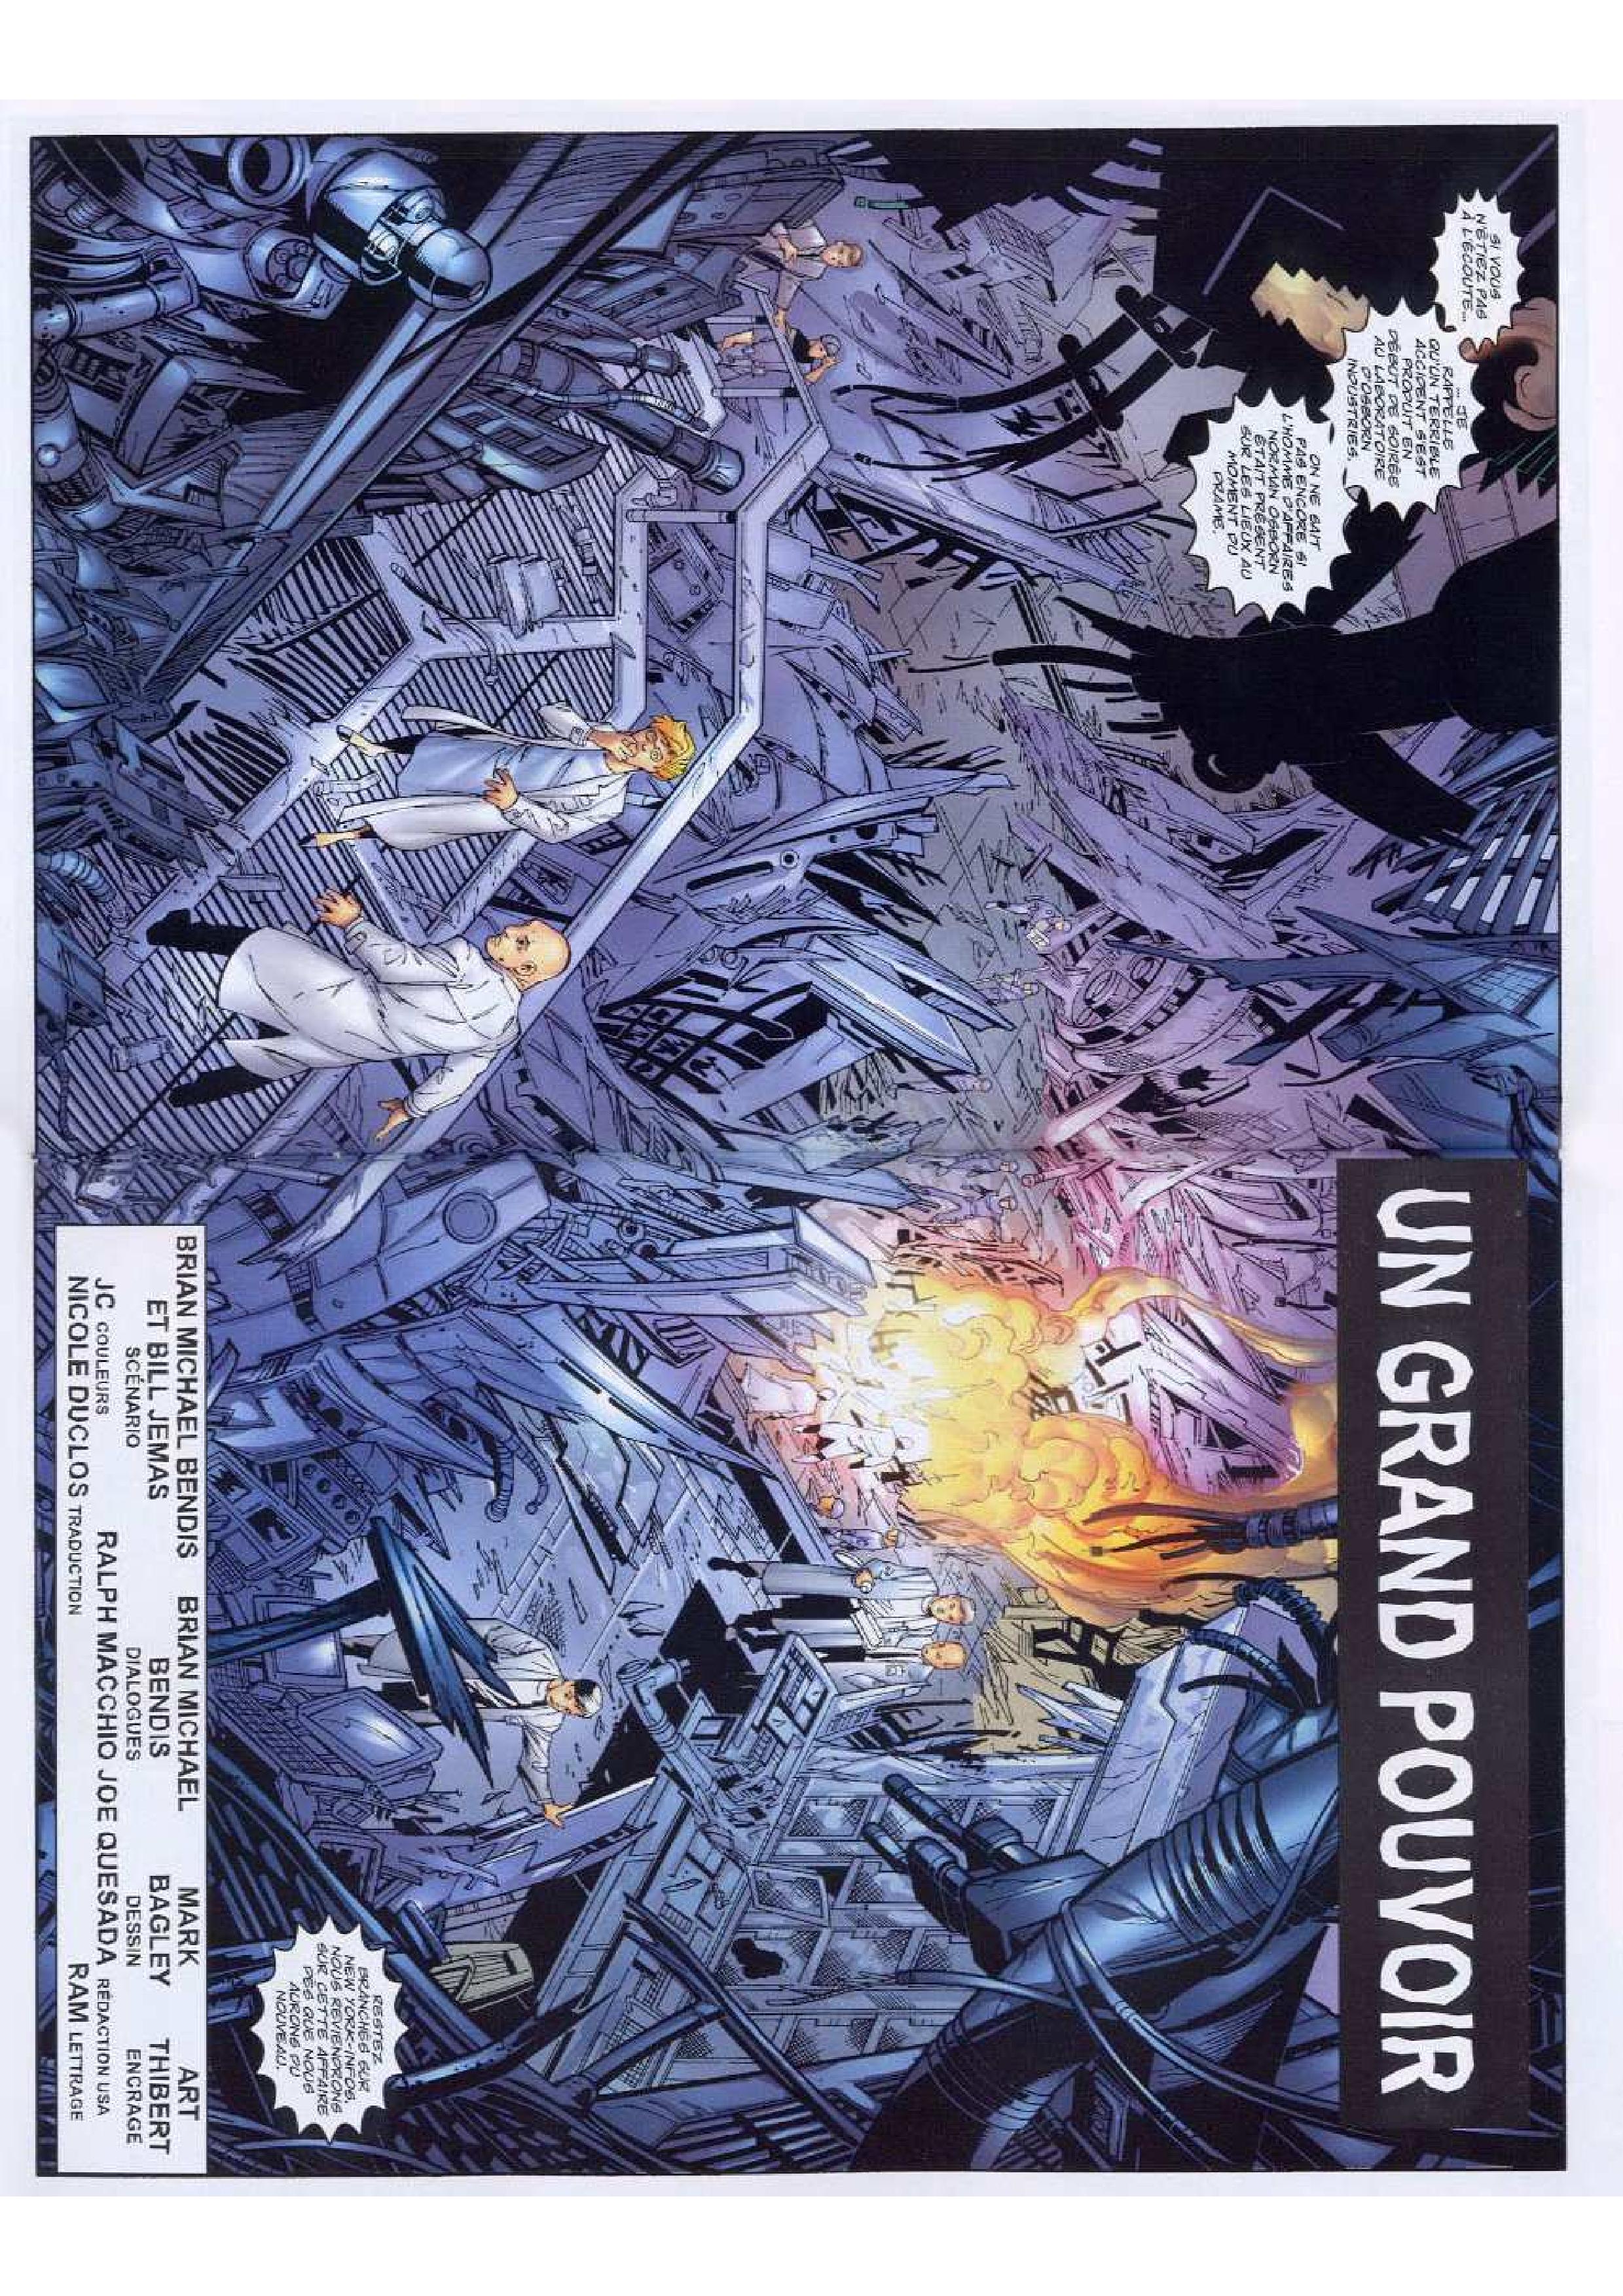 SI VOUS
N'ÉTIEZ PAS
À L'ÉCOUTE...
... JE
RAPPELLE
QU'UN TERRIBLE
ACCIDENT S'EST
PRODUIT EN
DÉBUT DE SOIRÉE
AU LABORATOIRE
D'OSBORN
INDUSTRIES.
ON NE SAIT
PAS ENCORE SI
L'HOMME D'AFFAIRES
NORMAN OSBORN
ÉTAIT PRÉSENT
SUR LES LIEUX AU
MOMENT DU
DRAME.
UN GRAND POUVOIR
RESTEZ
BRANCHÉS SUR
NEW YORK-INFOS,
NOUS REVIENDRONS
SUR CETTE AFFAIRE
DÈS QUE NOUS
AURONS DU
NOUVEAU.
BRIAN MICHAEL BENDIS
ET BILL JEMAS
SCÉNARIO
BRIAN MICHAEL
BENDIS
DIALOGUES
MARK
BAGLEY
DESSIN
ART
THIBERT
ENCRAGE
JC COULEURS
RALPH MACCHIO JOE QUESADA RÉDACTION USA
NICOLE DUCLOS TRADUCTION
RAM LETTRAGE